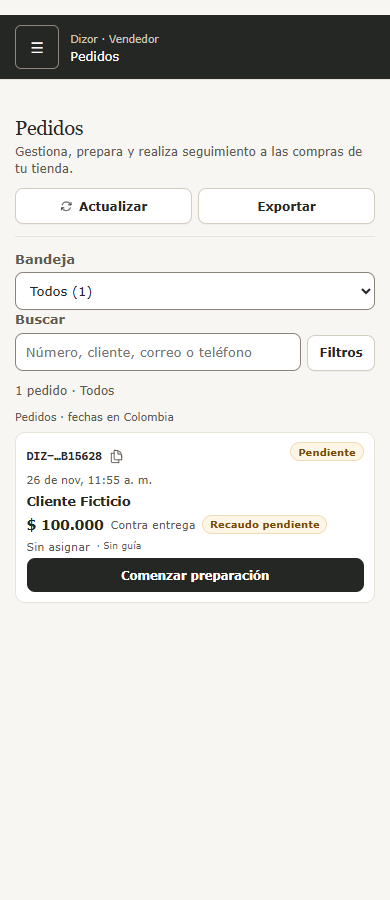 ☰
Dizor · Vendedor
Pedidos
Pedidos
Gestiona, prepara y realiza seguimiento a las compras de
tu tienda.
Actualizar
Exportar
Bandeja
Todos (1)
Buscar
Número, cliente, correo o teléfono
Filtros
1 pedido · Todos
Pedidos · fechas en Colombia
DIZ-…B15628
Pendiente
26 de nov, 11:55 a. m.
Cliente Ficticio
$ 100.000 Contra entrega Recaudo pendiente
Sin asignar · Sin guía
Comenzar preparación